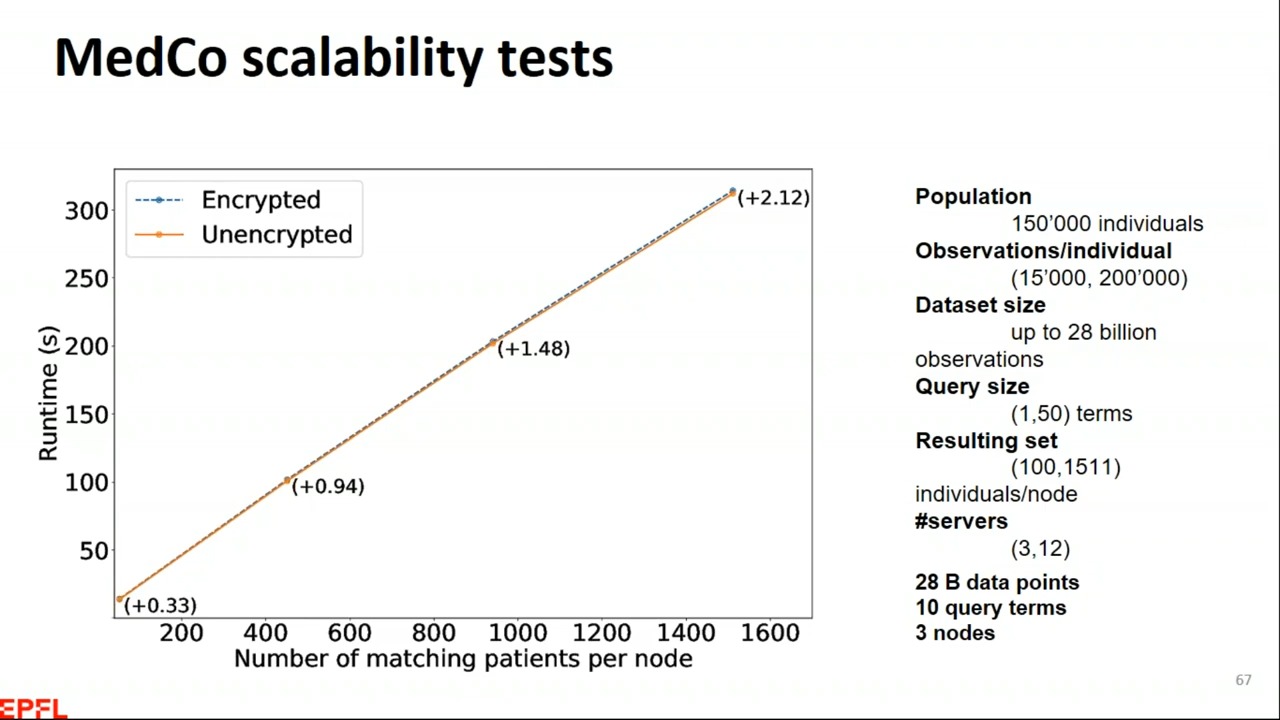 MedCo scalability tests
Encrypted
Unencrypted
300
250
200
150
100
50
Runtime (s)
(+2.12)
(+1.48)
(+0.94)
(+0.33)
200 400 600 800 1000 1200 1400 1600
Number of matching patients per node
Population
150'000 individuals
Observations/individual
(15'000, 200'000)
Dataset size
up to 28 billion
observations
Query size
(1,50) terms
Resulting set
(100,1511)
individuals/node
#servers
(3,12)
28 B data points
10 query terms
3 nodes
67
EPFL